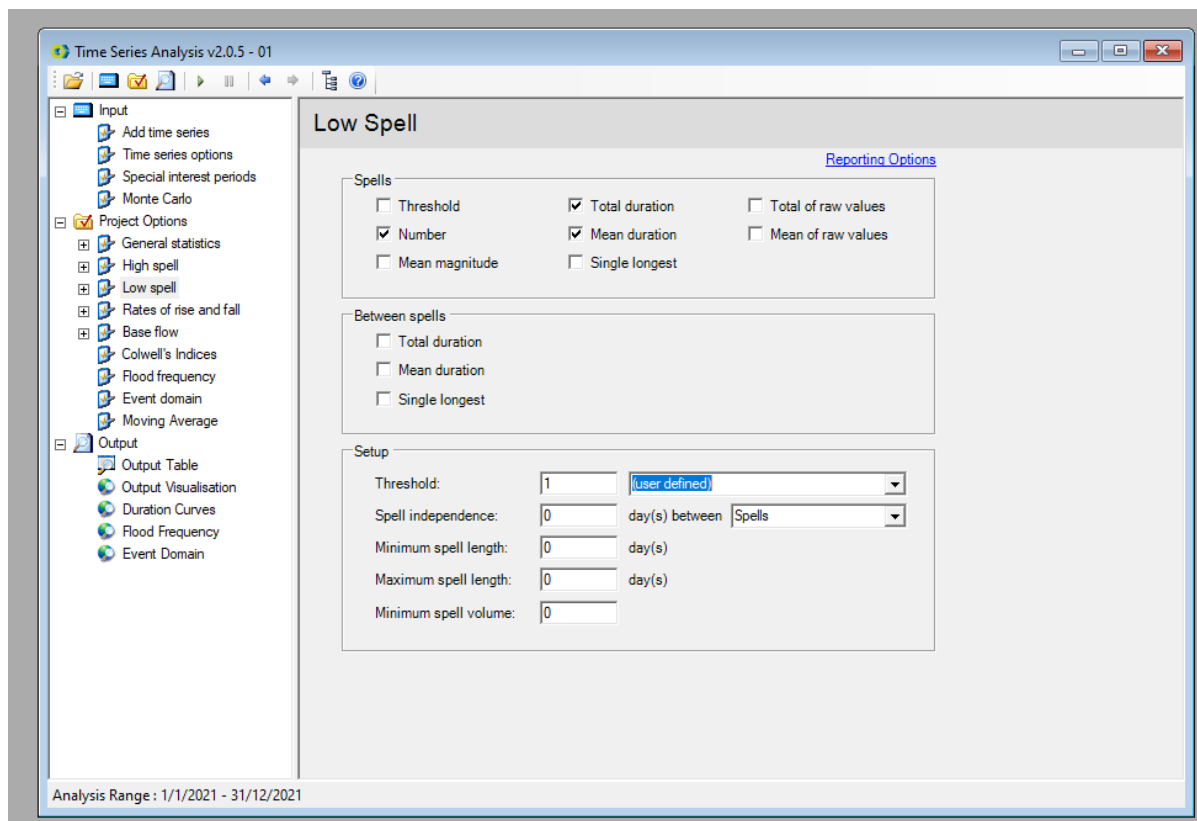 Time Series Analysis v2.0.5 - 01
Input
Add time series
Time series options
Special interest periods
Monte Carlo
Project Options
General statistics
High spell
Low spell
Rates of rise and fall
Base flow
Colwell's Indices
Flood frequency
Event domain
Moving Average
Output
Output Table
Output Visualisation
Duration Curves
Flood Frequency
Event Domain
Low Spell
Reporting Options
Spells
Threshold Total duration Total of raw values
Number Mean duration Mean of raw values
Mean magnitude Single longest
Between spells
Total duration
Mean duration
Single longest
Setup
Threshold: 1 (user defined)
Spell independence: 0 day(s) between Spells
Minimum spell length: 0 day(s)
Maximum spell length: 0 day(s)
Minimum spell volume: 0
Analysis Range : 1/1/2021 - 31/12/2021